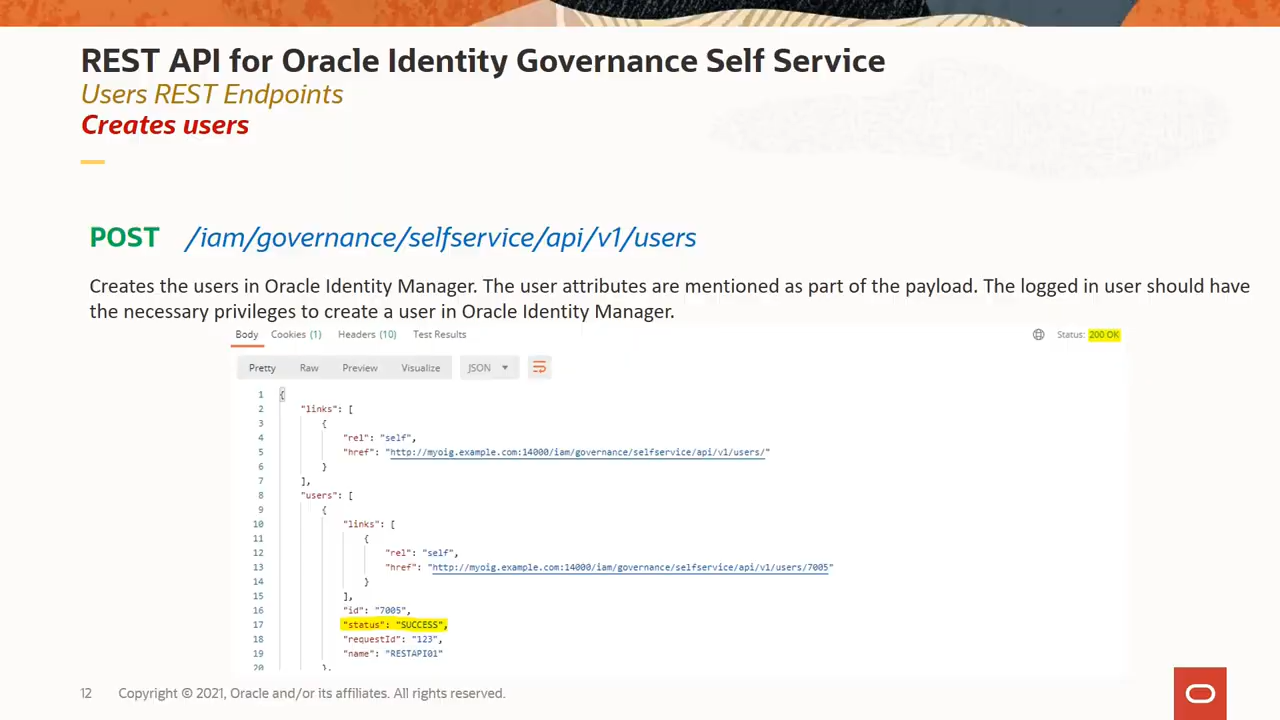 REST API for Oracle Identity Governance Self Service
Users REST Endpoints
Creates users
POST /iam/governance/selfservice/api/v1/users
Creates the users in Oracle Identity Manager. The user attributes are mentioned as part of the payload. The logged in user should have
the necessary privileges to create a user in Oracle Identity Manager.
Body Cookies (1) Headers (10) Test Results Status: 200 OK
Pretty Raw Preview Visualize JSON
1 {
2 "links": [
3 {
4 "rel": "self",
5 "href": "http://myoig.example.com:14000/iam/governance/selfservice/api/v1/users/"
6 }
7 ],
8 "users": [
9 {
10 "links": [
11 {
12 "rel": "self",
13 "href": "http://myoig.example.com:14000/iam/governance/selfservice/api/v1/users/7005"
14 }
15 ],
16 "id": "7005",
17 "status": "SUCCESS",
18 "requestId": "123",
19 "name": "RESTAPI01"
20 },
12 Copyright © 2021, Oracle and/or its affiliates. All rights reserved.